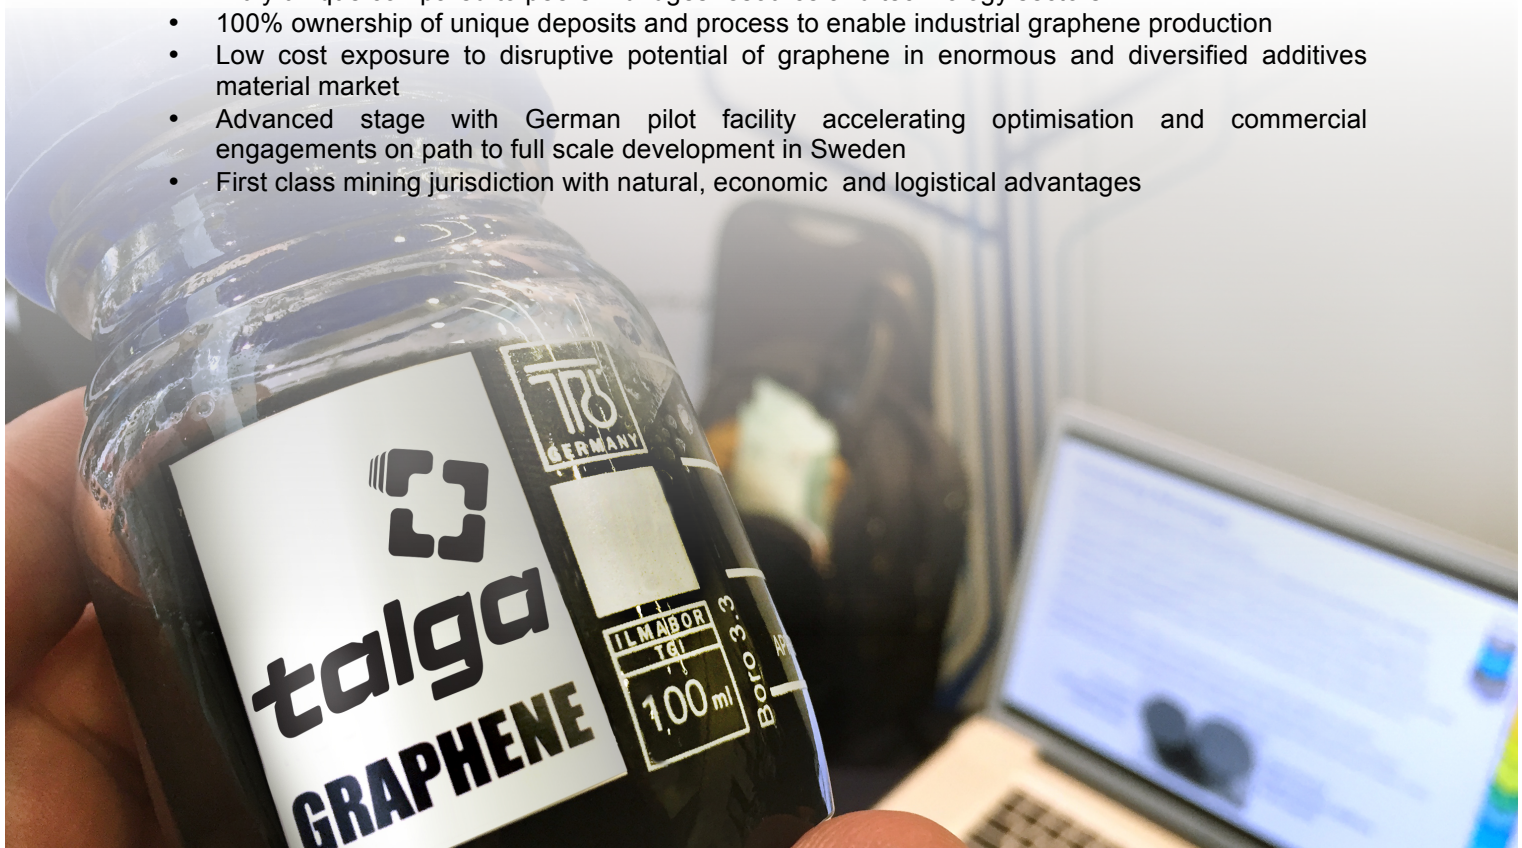 • 100% ownership of unique deposits and process to enable industrial graphene production
• Low cost exposure to disruptive potential of graphene in enormous and diversified additives
material market
• Advanced stage with German pilot facility accelerating optimisation and commercial
engagements on path to full scale development in Sweden
• First class mining jurisdiction with natural, economic and logistical advantages
GERMANY
talga
GRAPHENE
ILMABOR
TGI
100 ml
Boro 3.3